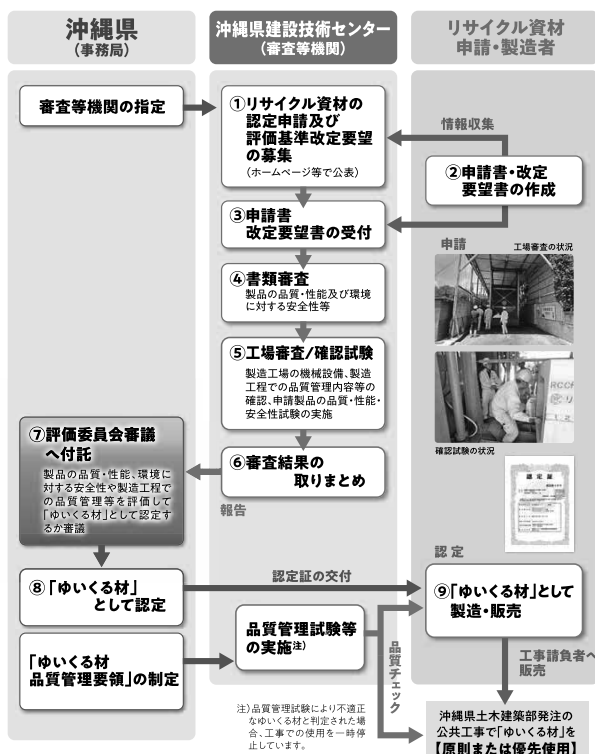 沖縄県
（事務局）
沖縄県建設技術センター
（審査等機関）
リサイクル資材
申請・製造者
審査等機関の指定
①リサイクル資材の
認定申請及び
評価基準改定要望
の募集
（ホームページ等で公表）
情報収集
②申請書・改定
要望書の作成
③申請書
改定要望書の受付
申請
工場審査の状況
④書類審査
製品の品質・性能及び環境
に対する安全性等
⑤工場審査/確認試験
製造工場の機械設備、製造
工程での品質管理内容等の
確認、申請製品の品質・性能・
安全性試験の実施
確認試験の状況
⑥審査結果の
取りまとめ
報告
⑦評価委員会審議
へ付託
製品の品質・性能、環境に
対する安全性や製造工程で
の品質管理等を評価して
「ゆいくる材」として認定す
るか審議
認定証
認定
⑧「ゆいくる材」
として認定
認定証の交付
⑨「ゆいくる材」として
製造・販売
「ゆいくる材
品質管理要領」の制定
品質管理試験等
の実施注）
品質チェック
工事請負者へ
販売
注）品質管理試験により不適正
なゆいくる材と判定された場
合、工事での使用を一時停
止しています。
沖縄県土木建築部発注の
公共工事で「ゆいくる材」を
【原則または優先使用】